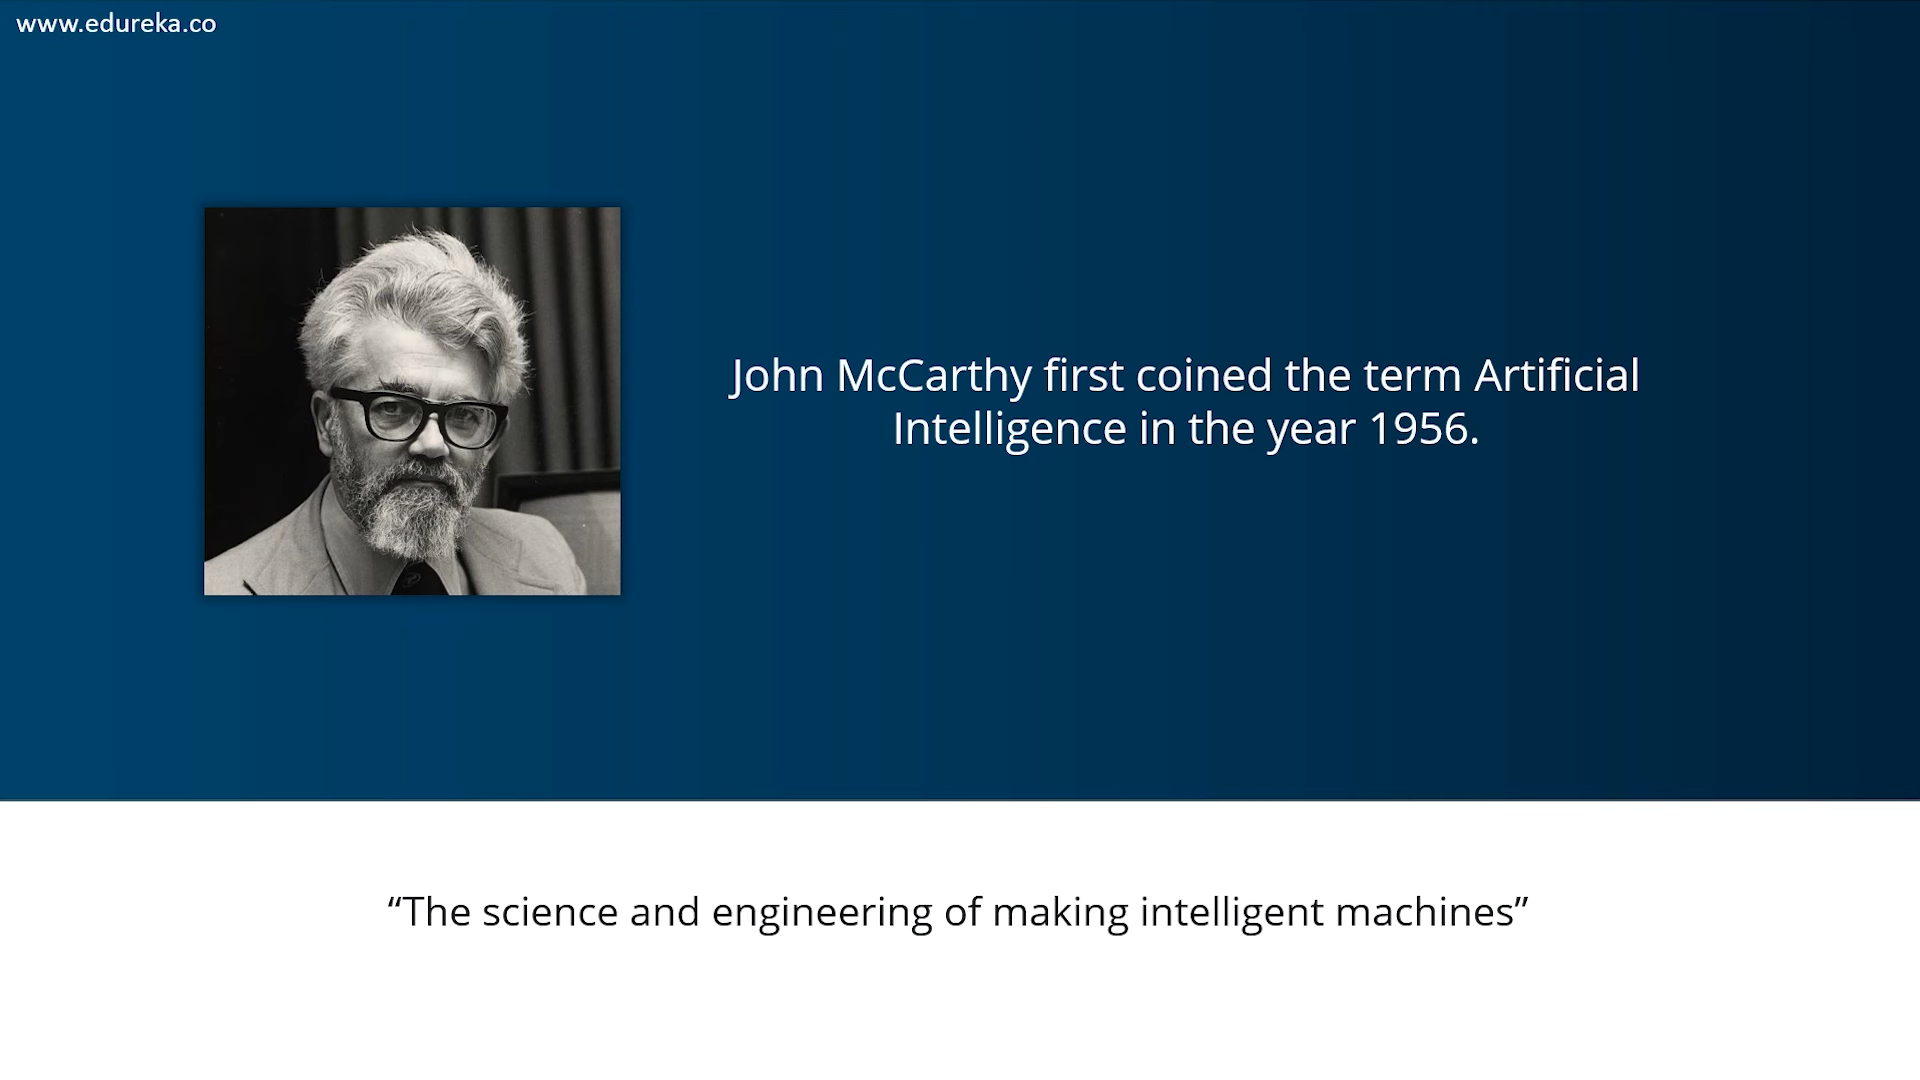 www.edureka.co
John McCarthy first coined the term Artificial
Intelligence in the year 1956.
“The science and engineering of making intelligent machines”